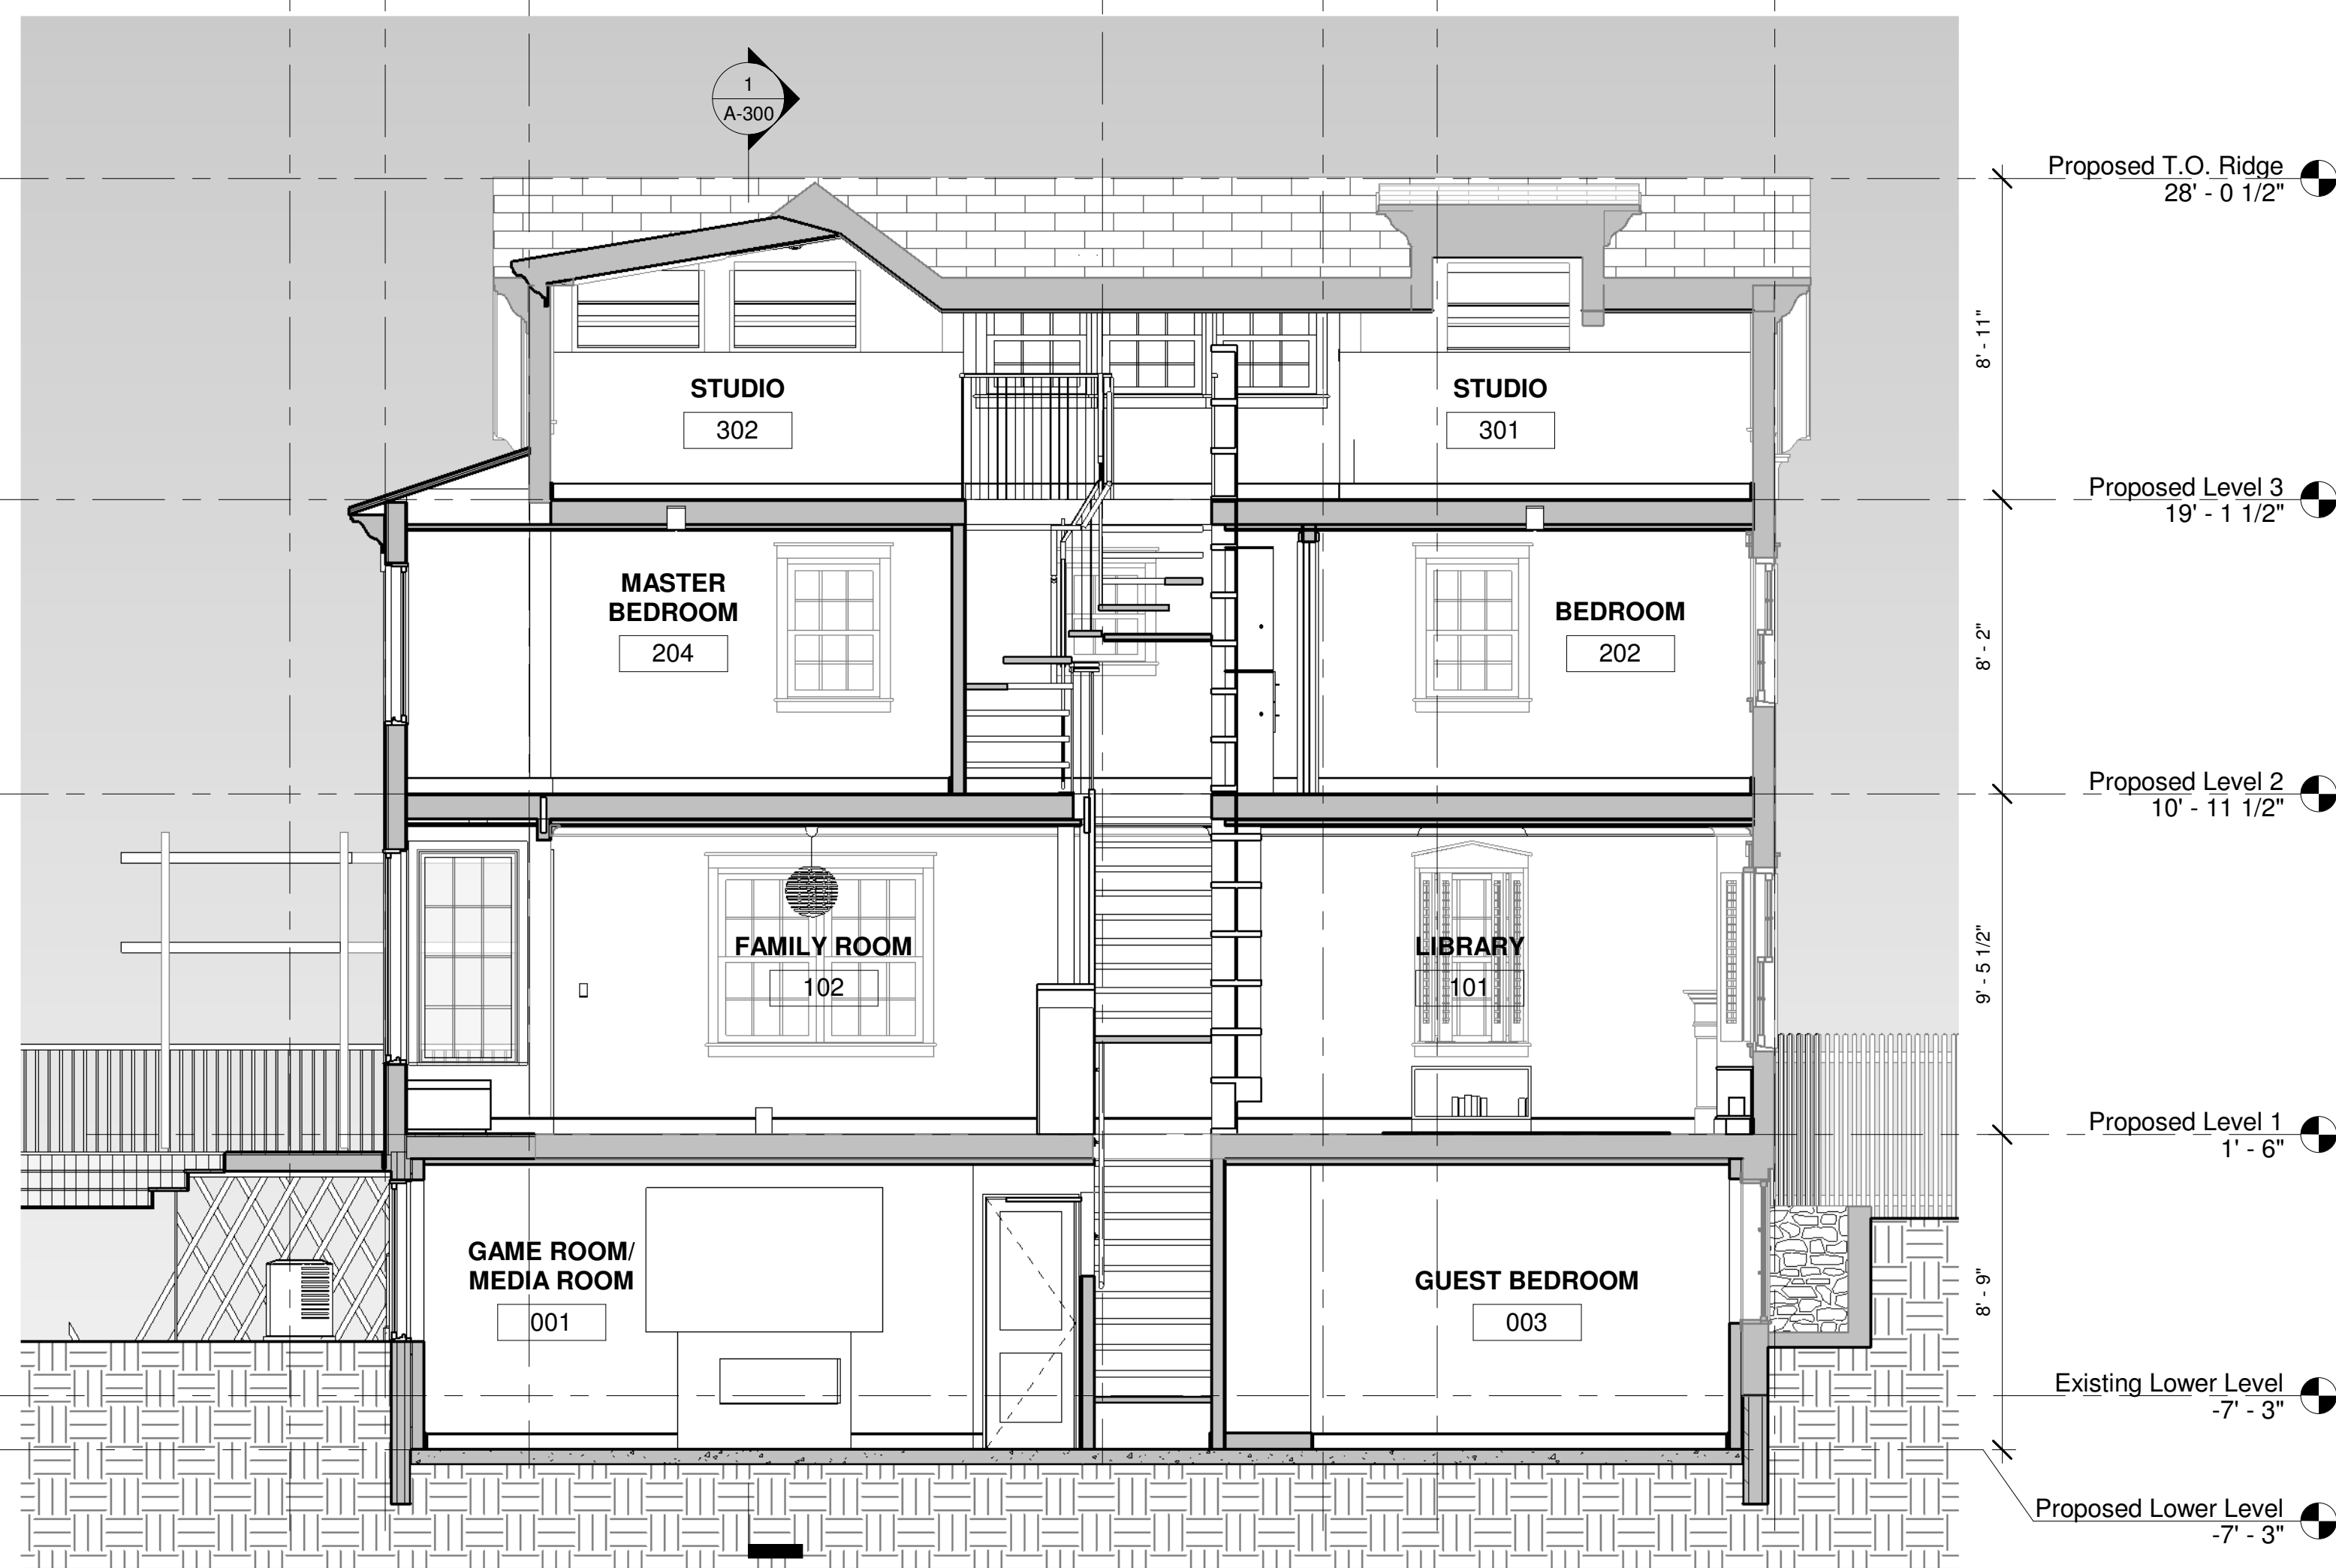 1
A-300
Proposed T.O. Ridge
28' - 0 1/2"
8' - 11"
STUDIO
302
STUDIO
301
Proposed Level 3
19' - 1 1/2"
MASTER
BEDROOM
204
BEDROOM
202
8' - 2"
Proposed Level 2
10' - 11 1/2"
FAMILY ROOM
102
LIBRARY
101
9' - 5 1/2"
Proposed Level 1
1' - 6"
GAME ROOM/
MEDIA ROOM
001
GUEST BEDROOM
003
8' - 9"
Existing Lower Level
-7' - 3"
Proposed Lower Level
-7' - 3"